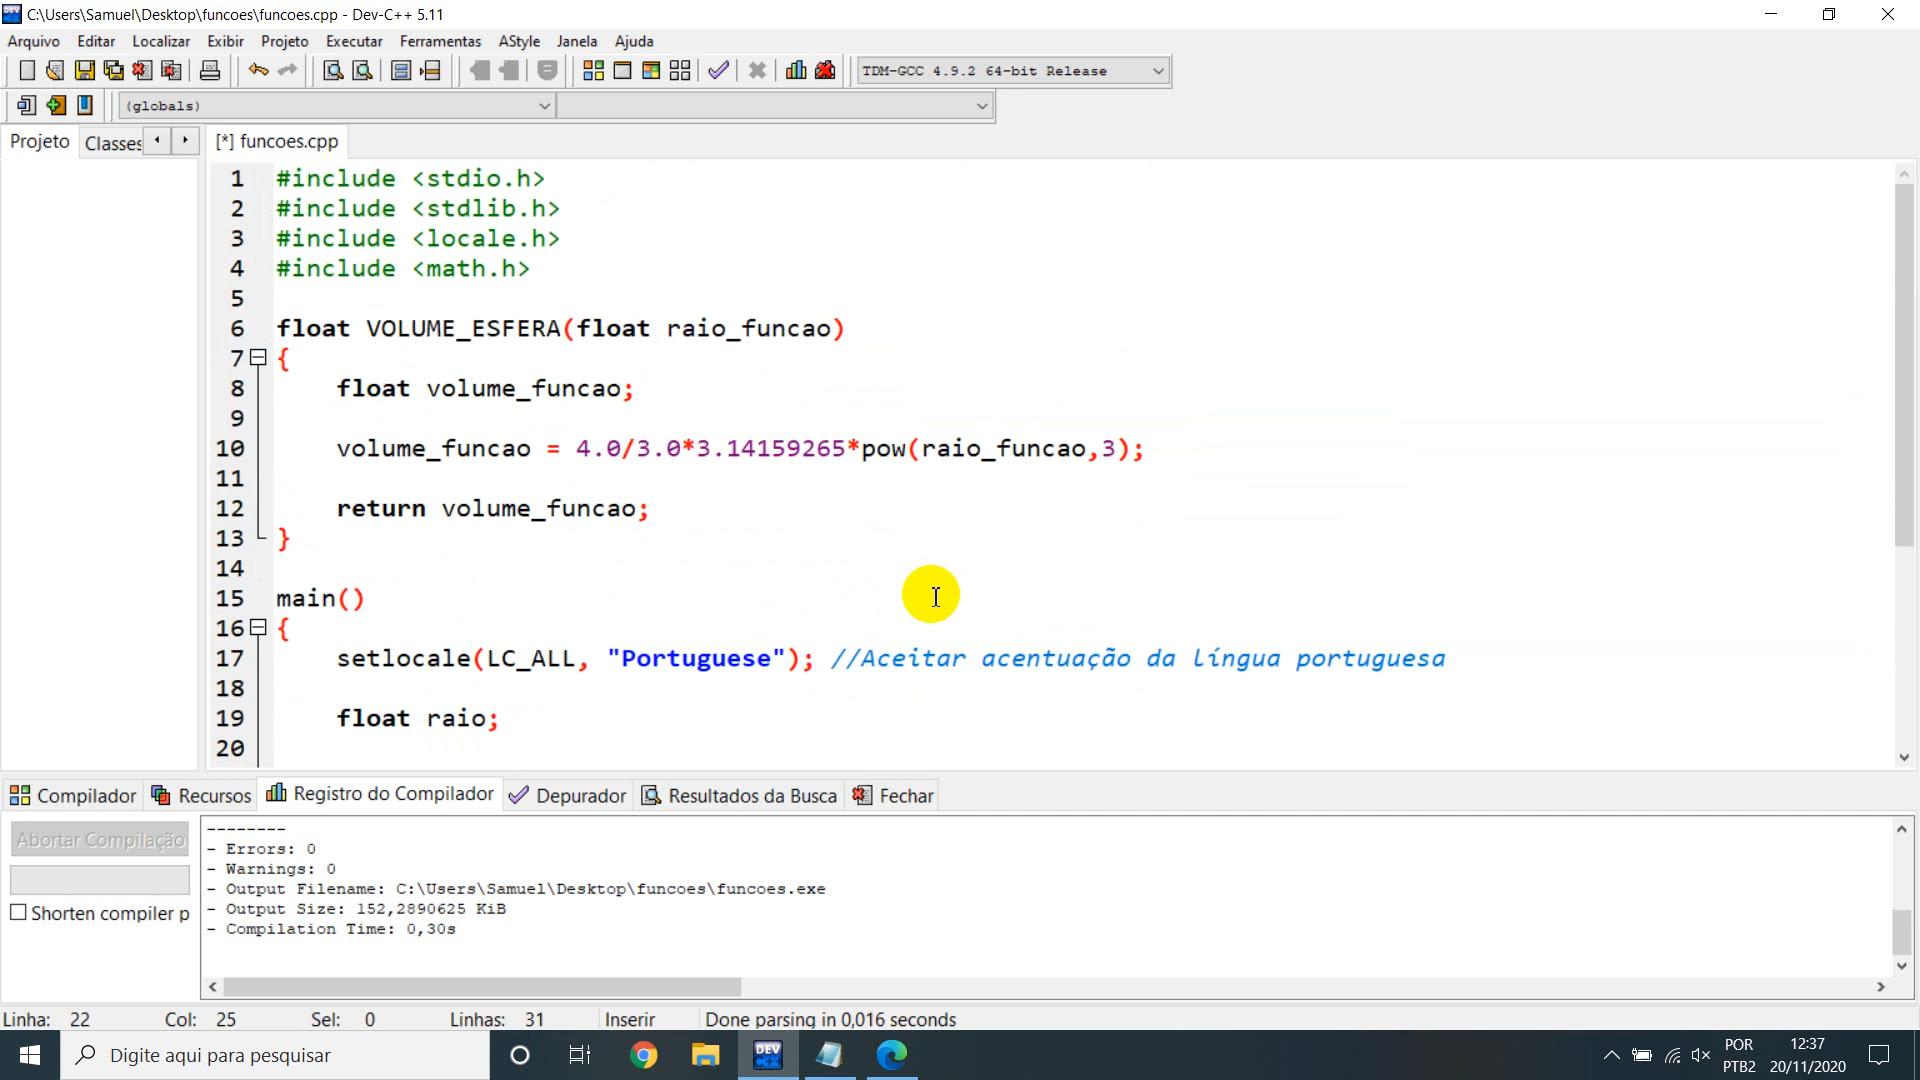 C:\Users\Samuel\Desktop\funcoes\funcoes.cpp - Dev-C++ 5.11
Arquivo Editar Localizar Exibir Projeto Executar Ferramentas AStyle Janela Ajuda
TDM-GCC 4.9.2 64-bit Release
(globals)
Projeto Classes [*] funcoes.cpp
1 #include <stdio.h>
2 #include <stdlib.h>
3 #include <locale.h>
4 #include <math.h>
5
6 float VOLUME_ESFERA(float raio_funcao)
7 {
8 float volume_funcao;
9
10 volume_funcao = 4.0/3.0*3.14159265*pow(raio_funcao,3);
11
12 return volume_funcao;
13 }
14
15 main()
16 {
17 setlocale(LC_ALL, "Portuguese"); //Aceitar acentuação da língua portuguesa
18
19 float raio;
20
Compilador Recursos Registro do Compilador Depurador Resultados da Busca Fechar
Abortar Compilação
Shorten compiler p
--------
- Errors: 0
- Warnings: 0
- Output Filename: C:\Users\Samuel\Desktop\funcoes\funcoes.exe
- Output Size: 152,2890625 KiB
- Compilation Time: 0,30s
Linha: 22 Col: 25 Sel: 0 Linhas: 31 Inserir Done parsing in 0,016 seconds
Digite aqui para pesquisar
DEV C++
POR
PTB2
12:37
20/11/2020